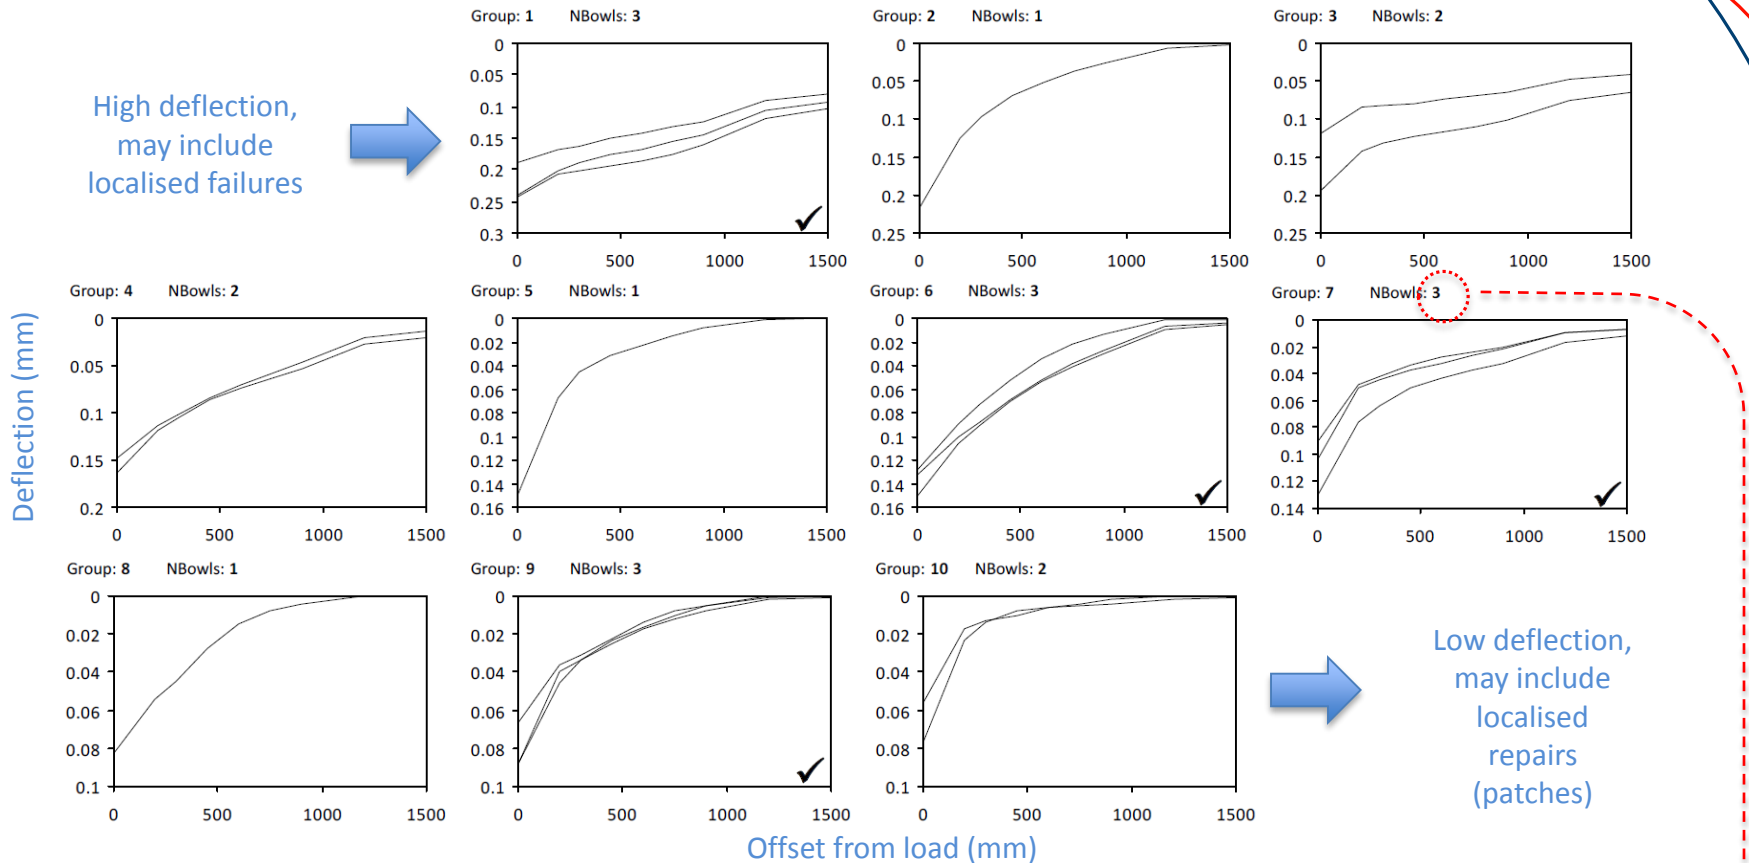 Group: 1 NBowls: 3
Group: 2 NBowls: 1
Group: 3 NBowls: 2
High deflection,
may include
localised failures
0
0.05
0.1
0.15
0.2
0.25
0.3
0 500 1000 1500
0
0.05
0.1
0.15
0.2
0.25
0 500 1000 1500
0
0.05
0.1
0.15
0.2
0.25
0 500 1000 1500
Deflection (mm)
Group: 4 NBowls: 2
0
0.05
0.1
0.15
0.2
0 500 1000 1500
Group: 5 NBowls: 1
0
0.02
0.04
0.06
0.08
0.1
0.12
0.14
0.16
0 500 1000 1500
Group: 6 NBowls: 3
0
0.02
0.04
0.06
0.08
0.1
0.12
0.14
0.16
0 500 1000 1500
Group: 7 NBowls: 3
0
0.02
0.04
0.06
0.08
0.1
0.12
0.14
0 500 1000 1500
Group: 8 NBowls: 1
0
0.02
0.04
0.06
0.08
0.1
0 500 1000 1500
Group: 9 NBowls: 3
0
0.02
0.04
0.06
0.08
0.1
0 500 1000 1500
Group: 10 NBowls: 2
0
0.02
0.04
0.06
0.08
0.1
0 500 1000 1500
Low deflection,
may include
localised
repairs
(patches)
Offset from load (mm)